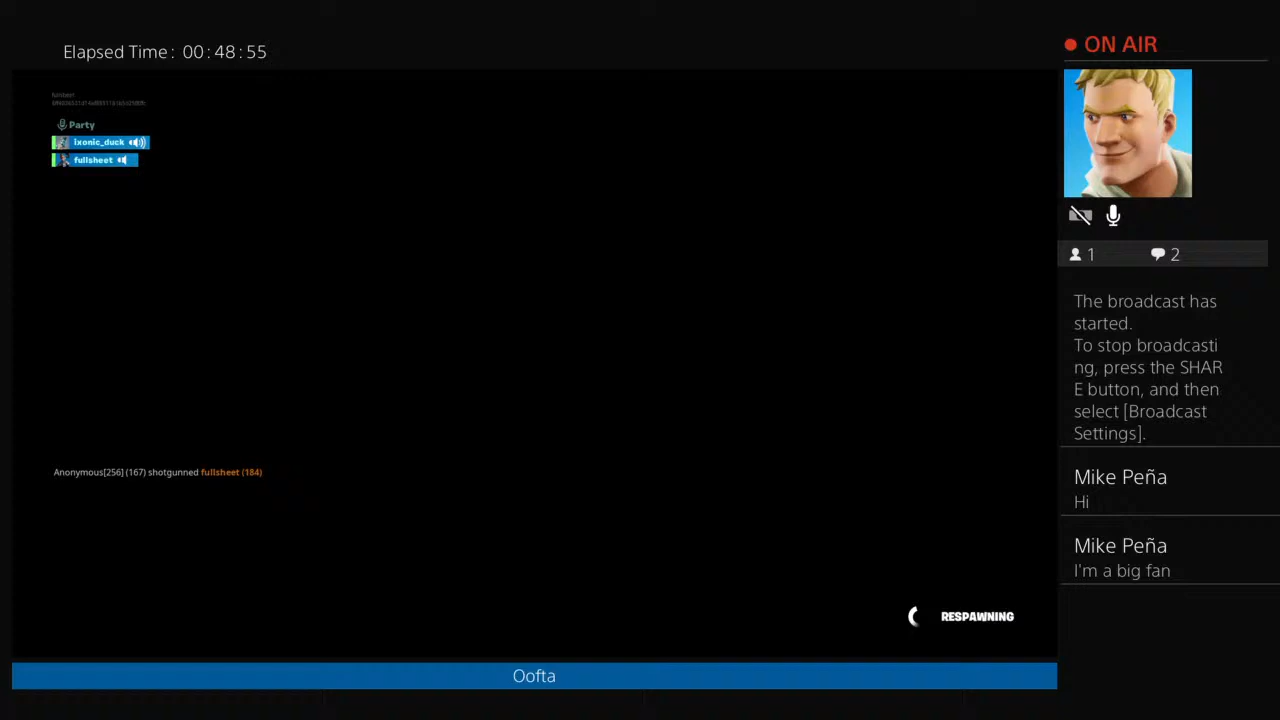 Elapsed Time: 00:48:55
ON AIR
fullsheet
Party
ixonic_duck
fullsheet
1
2
The broadcast has
started.
To stop broadcasti
ng, press the SHAR
E button, and then
select [Broadcast
Settings].
Anonymous[256] (167) shotgunned fullsheet (184)
Mike Peña
Hi
Mike Peña
I'm a big fan
RESPAWNING
Oofta